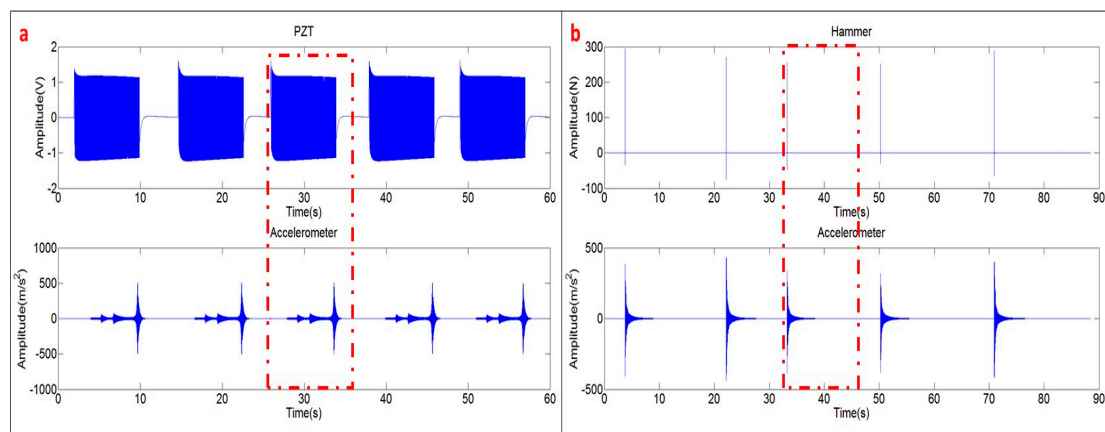 a
PZT
Amplitude(V)
2
1
0
-1
-2
0 10 20 30 40 50 60
Time(s)
Accelerometer
Amplitude(m/s²)
1000
500
0
-500
-1000
0 10 20 30 40 50 60
Time(s)
b
Hammer
Amplitude(N)
300
200
100
0
-100
0 10 20 30 40 50 60 70 80 90
Time(s)
Accelerometer
Amplitude(m/s²)
500
0
-500
0 10 20 30 40 50 60 70 80 90
Time(s)